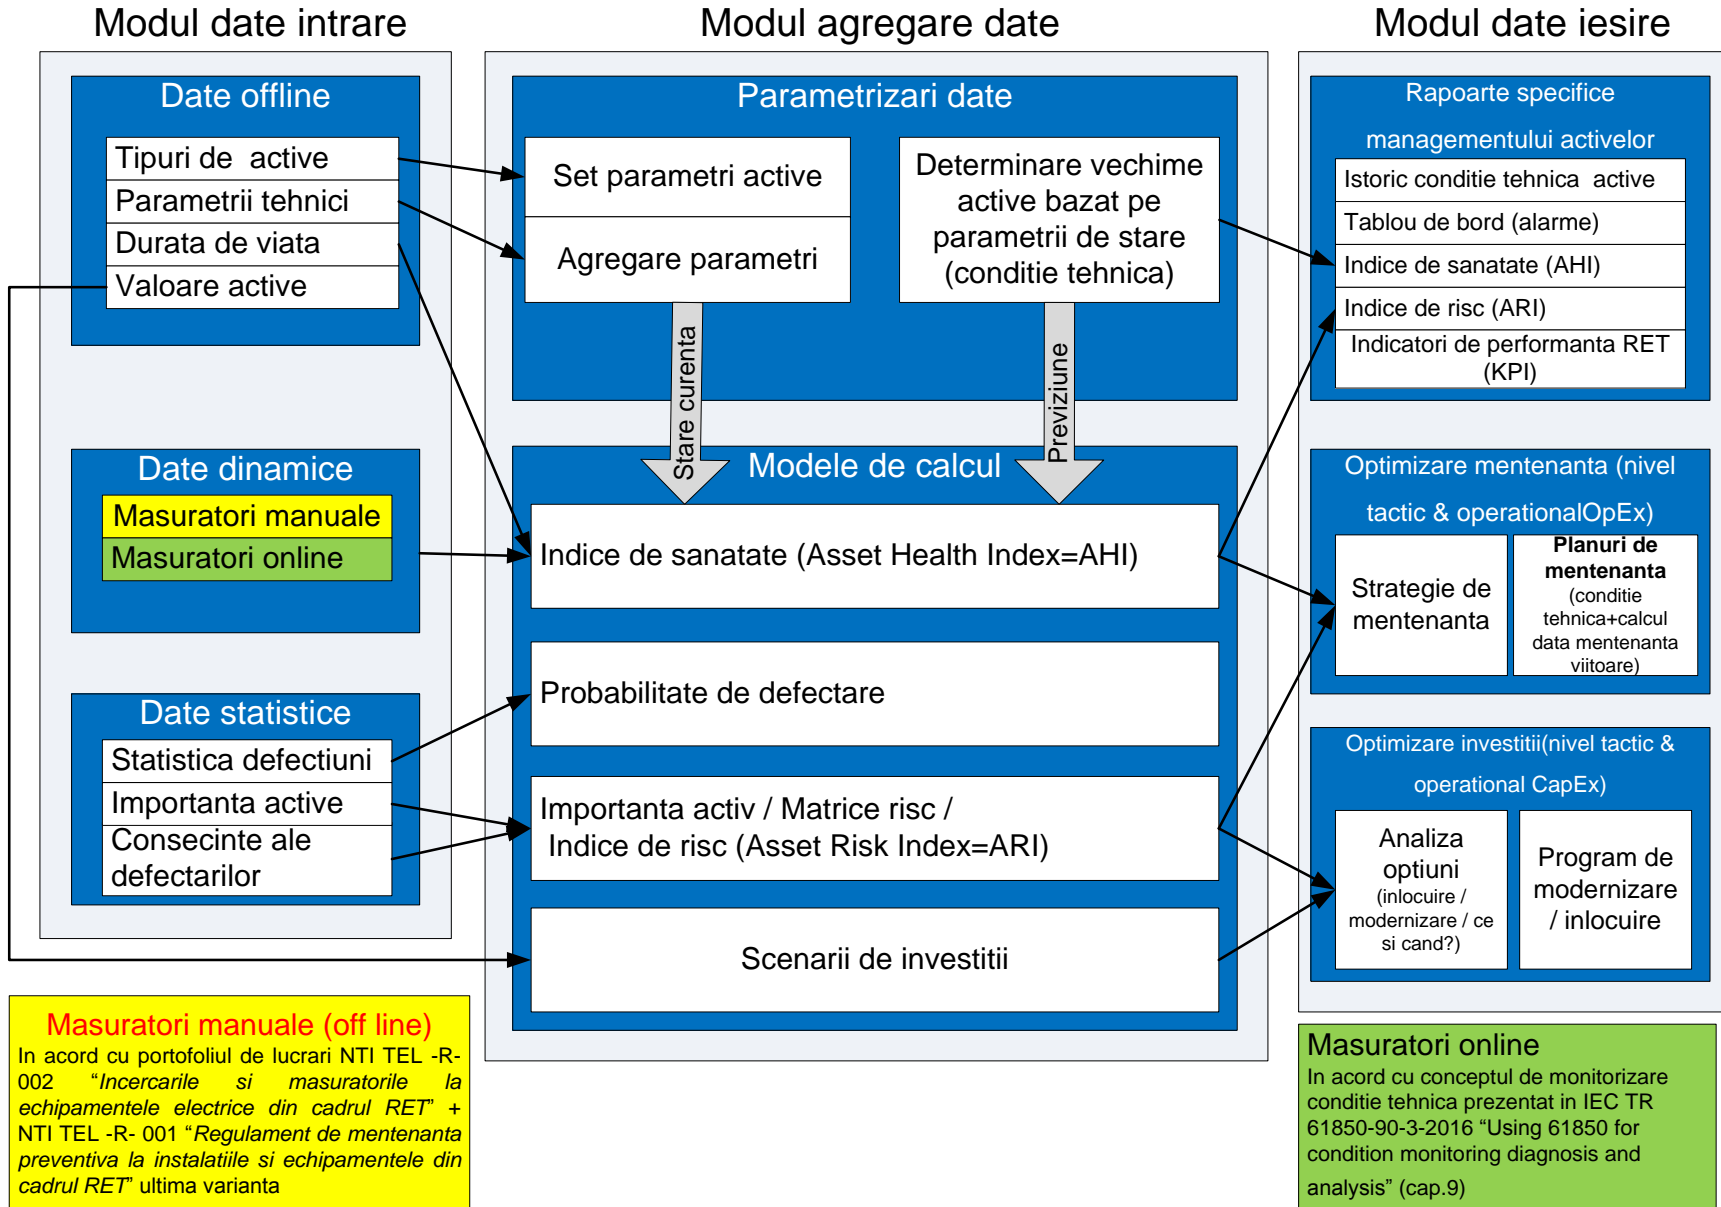 Modul date intrare
Date offline
Tipuri de active
Parametrii tehnici
Durata de viata
Valoare active
Date dinamice
Masuratori manuale
Masuratori online
Date statistice
Statistica defectiuni
Importanta active
Consecinte ale
defectarilor
Modul agregare date
Parametrizari date
Set parametri active
Agregare parametri
Determinare vechime
active bazat pe
parametrii de stare
(conditie tehnica)
Stare curenta
Previziune
Modele de calcul
Indice de sanatate (Asset Health Index=AHI)
Probabilitate de defectare
Importanta activ / Matrice risc /
Indice de risc (Asset Risk Index=ARI)
Scenarii de investitii
Modul date iesire
Rapoarte specifice
managementului activelor
Istoric conditie tehnica active
Tablou de bord (alarme)
Indice de sanatate (AHI)
Indice de risc (ARI)
Indicatori de performanta RET
(KPI)
Optimizare mentenanta (nivel
tactic & operationalOpEx)
Strategie de
mentenanta
Planuri de
mentenanta
(conditie
tehnica+calcul
data mentenanta
viitoare)
Optimizare investitii(nivel tactic &
operational CapEx)
Analiza
optiuni
(inlocuire /
modernizare / ce
si cand?)
Program de
modernizare
/ inlocuire
Masuratori manuale (off line)
In acord cu portofoliul de lucrari NTI TEL -R-
002 “Incercarile si masuratorile la
echipamentele electrice din cadrul RET” +
NTI TEL -R- 001 “Regulament de mentenanta
preventiva la instalatiile si echipamentele din
cadrul RET” ultima varianta
Masuratori online
In acord cu conceptul de monitorizare
conditie tehnica prezentat in IEC TR
61850-90-3-2016 “Using 61850 for
condition monitoring diagnosis and
analysis” (cap.9)